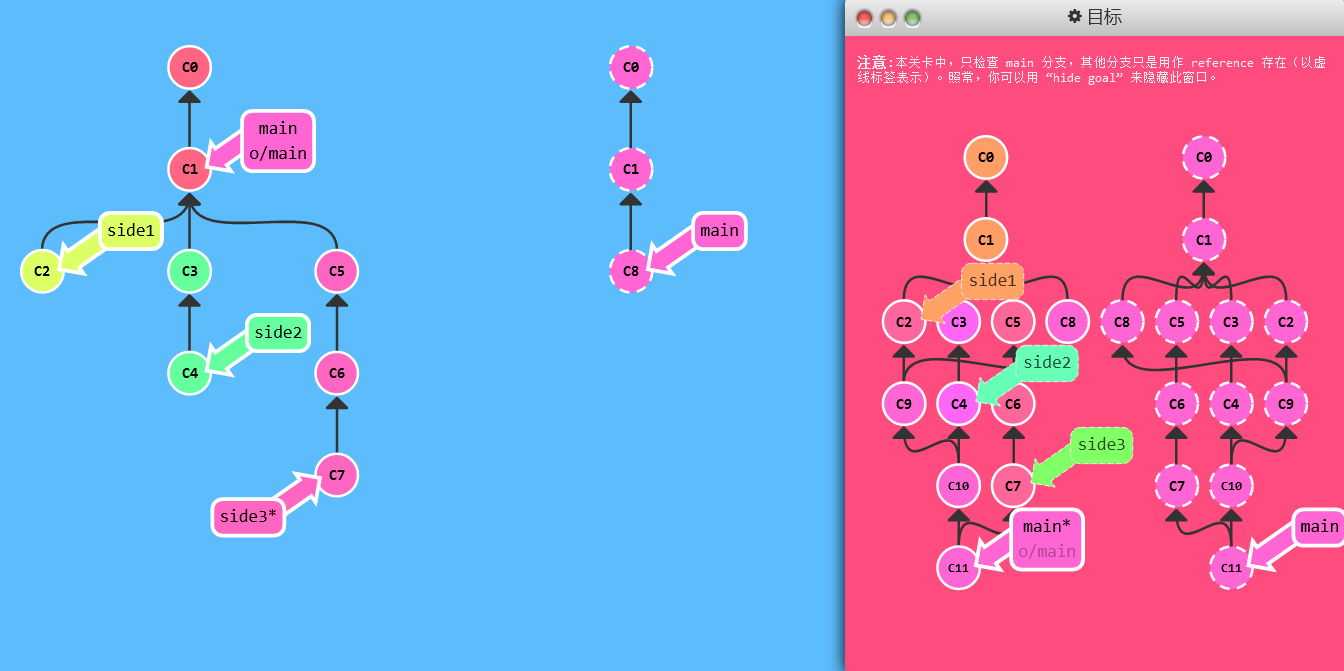 C0
main
o/main
C1
side1
C2
C3
C5
side2
C4
C6
C7
side3*
C0
C1
main
C8
目标
注意:本关卡中，只检查 main 分支，其他分支只是用作 reference 存在（以虚
线标签表示）。照常，你可以用 “hide goal” 来隐藏此窗口。
C0
C1
side1
C2
C3
C5
C8
side2
C9
C4
C6
side3
C10
C7
main*
o/main
C11
C0
C1
C8
C5
C3
C2
C6
C4
C9
C7
C10
main
C11